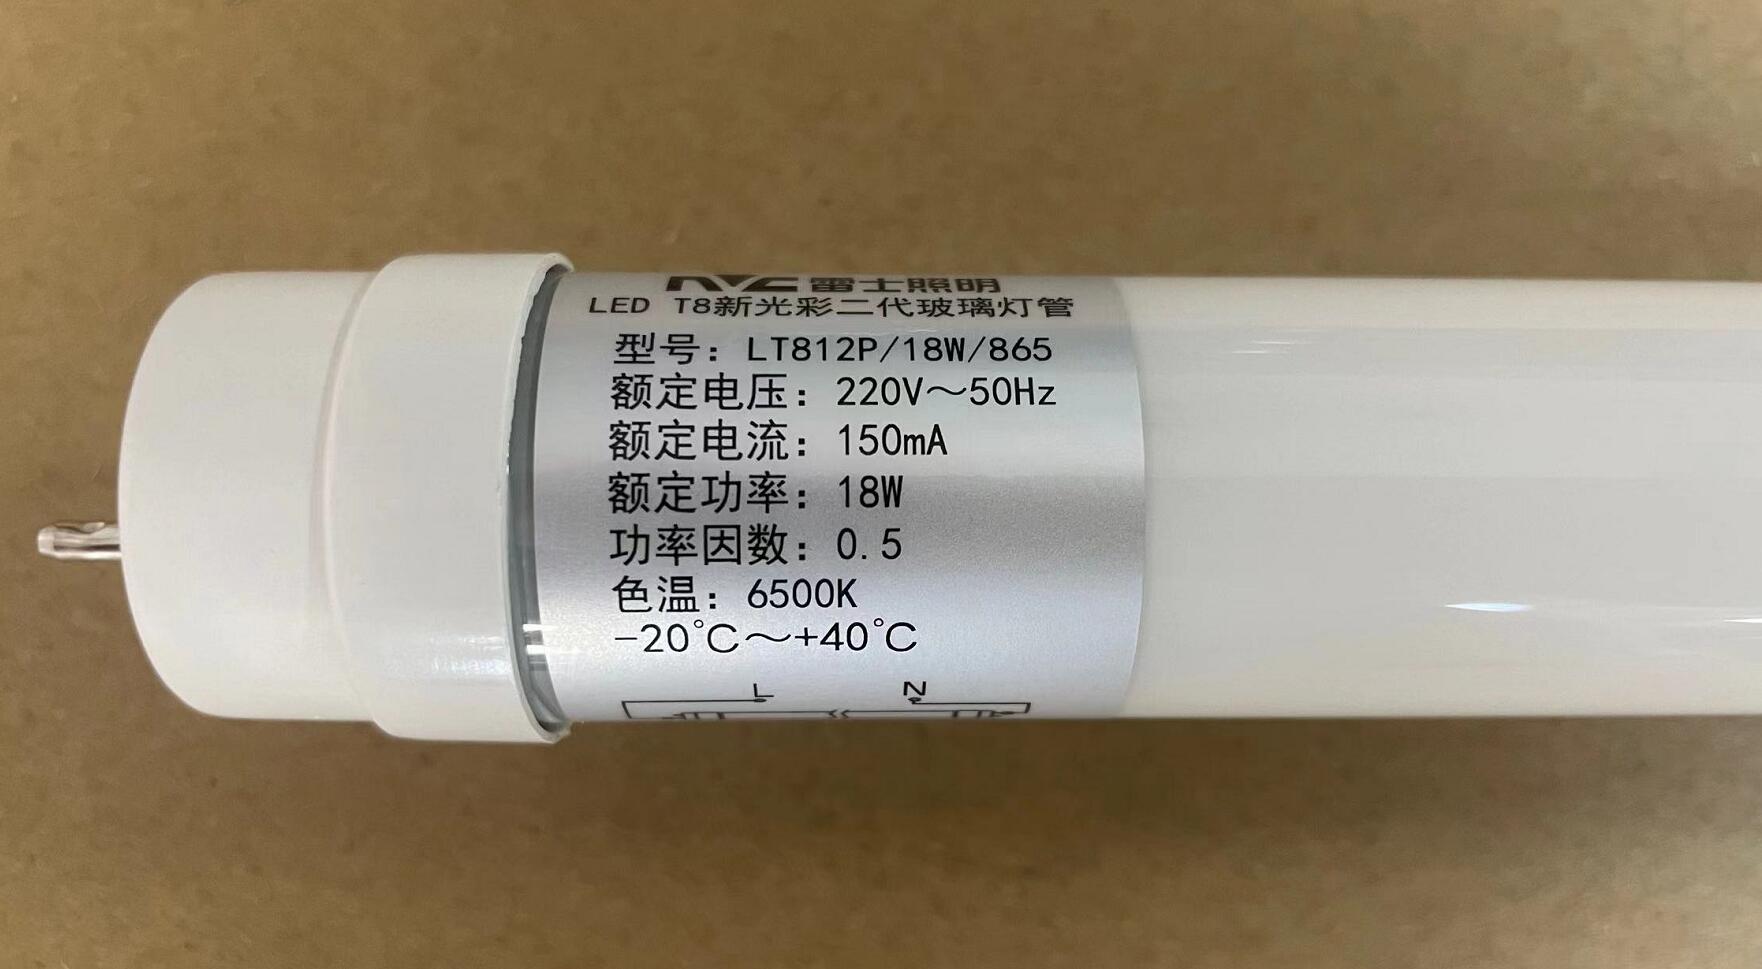 NVC 雷士照明
LED T8新光彩二代玻璃灯管
型号：LT812P/18W/865
额定电压：220V～50Hz
额定电流：150mA
额定功率：18W
功率因数：0.5
色温：6500K
-20℃～+40℃
L N